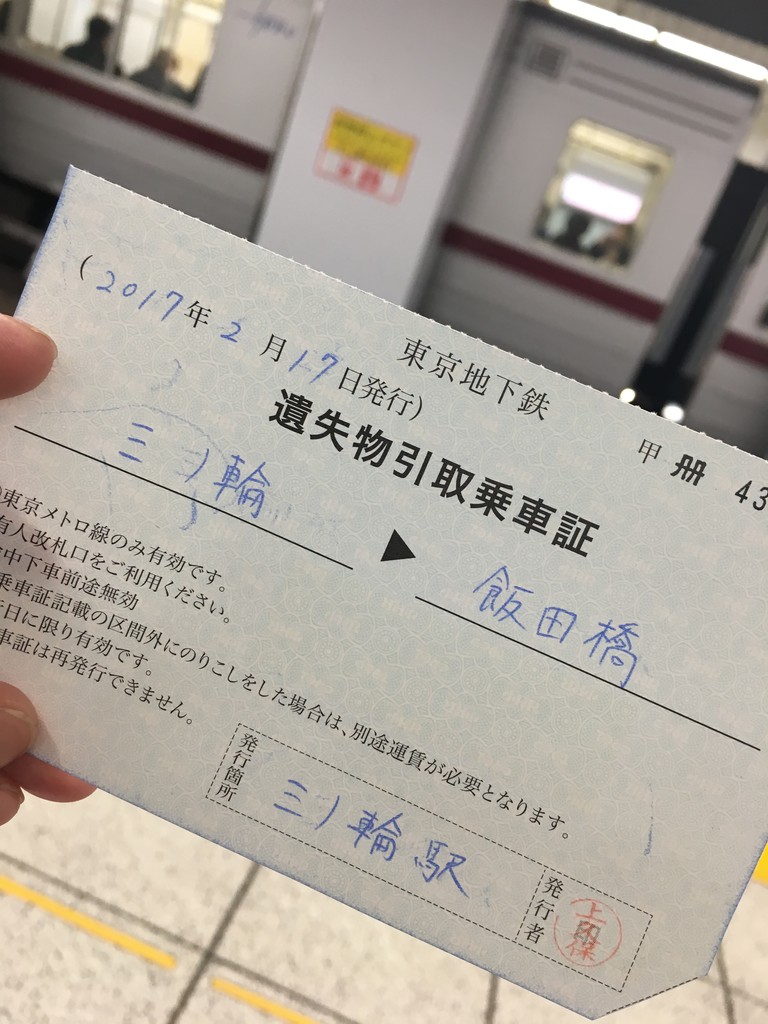 (2017年2月17日発行)
東京地下鉄
甲 册 43
遺失物引取乗車証
三ノ輪 ▶ 飯田橋
東京メトロ線のみ有効です。
有人改札口をご利用ください。
中下車前途無効
乗車証記載の区間外にのりこしをした場合は、別途運賃が必要となります。
日に限り有効です。
車証は再発行できません。
発行箇所 三ノ輪駅
発行者